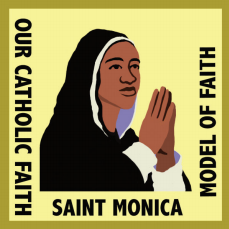 OUR CATHOLIC FAITH
MODEL OF FAITH
SAINT MONICA